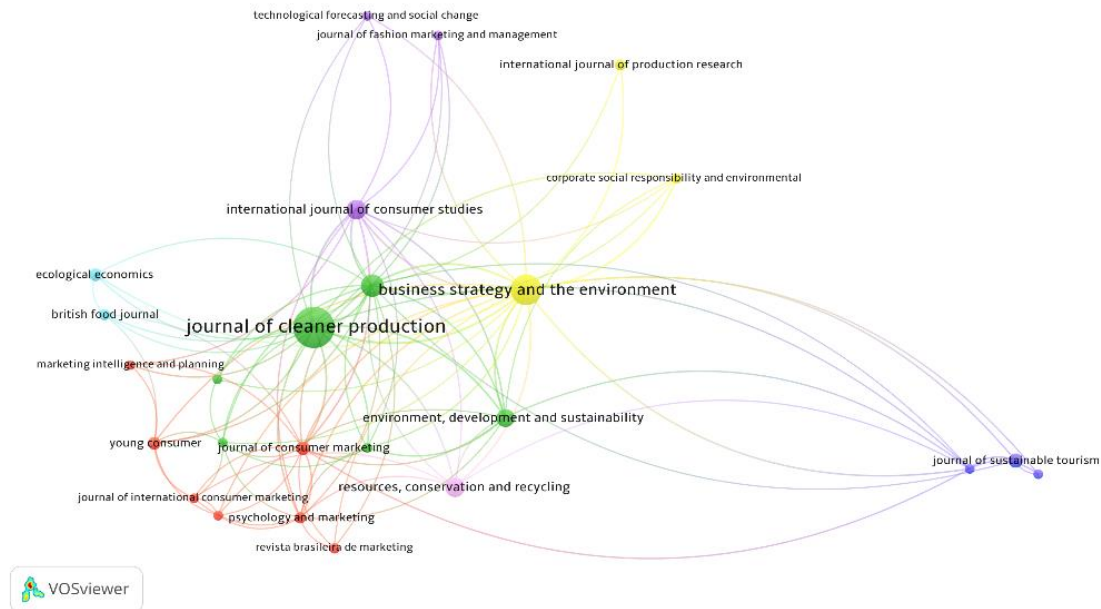 technological forecasting and social change
journal of fashion marketing and management
international journal of production research
corporate social responsibility and environmental
international journal of consumer studies
ecological economics
business strategy and the environment
british food journal
journal of cleaner production
marketing intelligence and planning
environment, development and sustainability
young consumer
journal of consumer marketing
journal of sustainable tourism
resources, conservation and recycling
journal of international consumer marketing
psychology and marketing
revista brasileira de marketing
VOSviewer